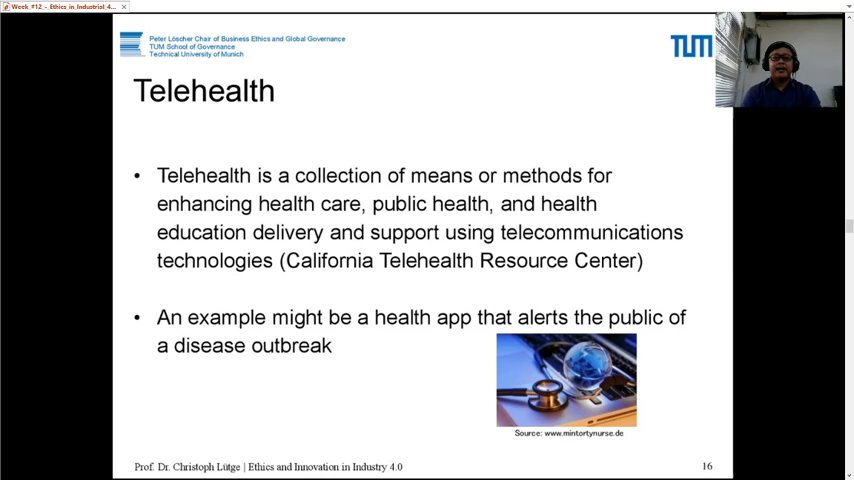 Week_#12_-_Ethics_in_Industrial_4...
Peter Löscher Chair of Business Ethics and Global Governance
TUM School of Governance
Technical University of Munich
TUM
Telehealth
• Telehealth is a collection of means or methods for
enhancing health care, public health, and health
education delivery and support using telecommunications
technologies (California Telehealth Resource Center)
• An example might be a health app that alerts the public of
a disease outbreak
Source: www.mintortynurse.de
Prof. Dr. Christoph Lütge | Ethics and Innovation in Industry 4.0
16